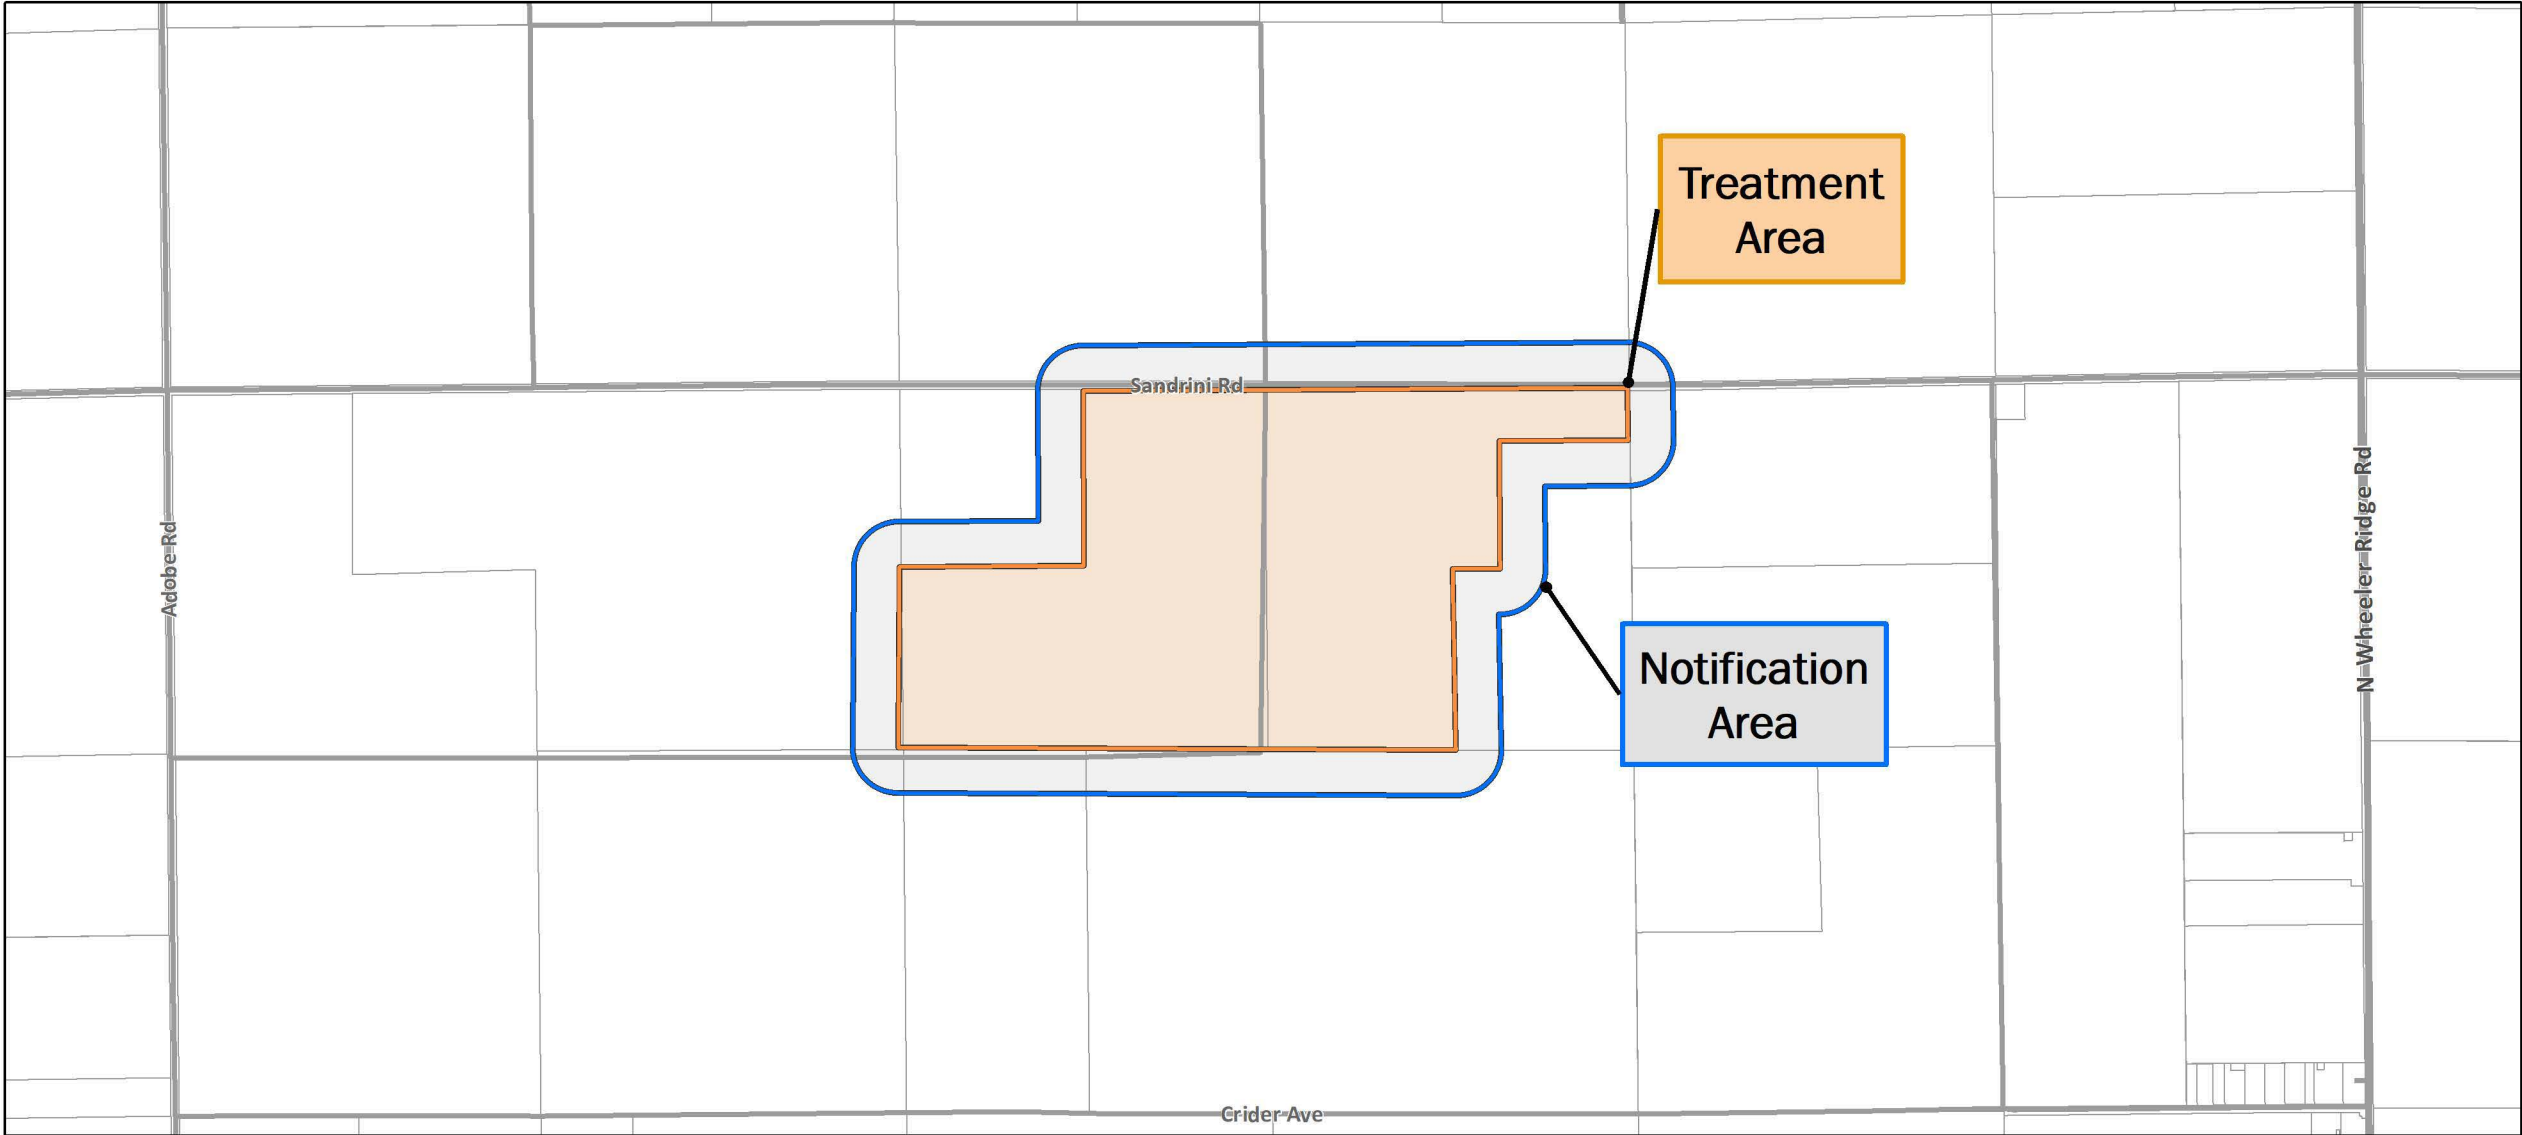 Treatment
Area
Sandrini Rd
Adobe Rd
N Wheeler Ridge Rd
Notification
Area
Crider Ave